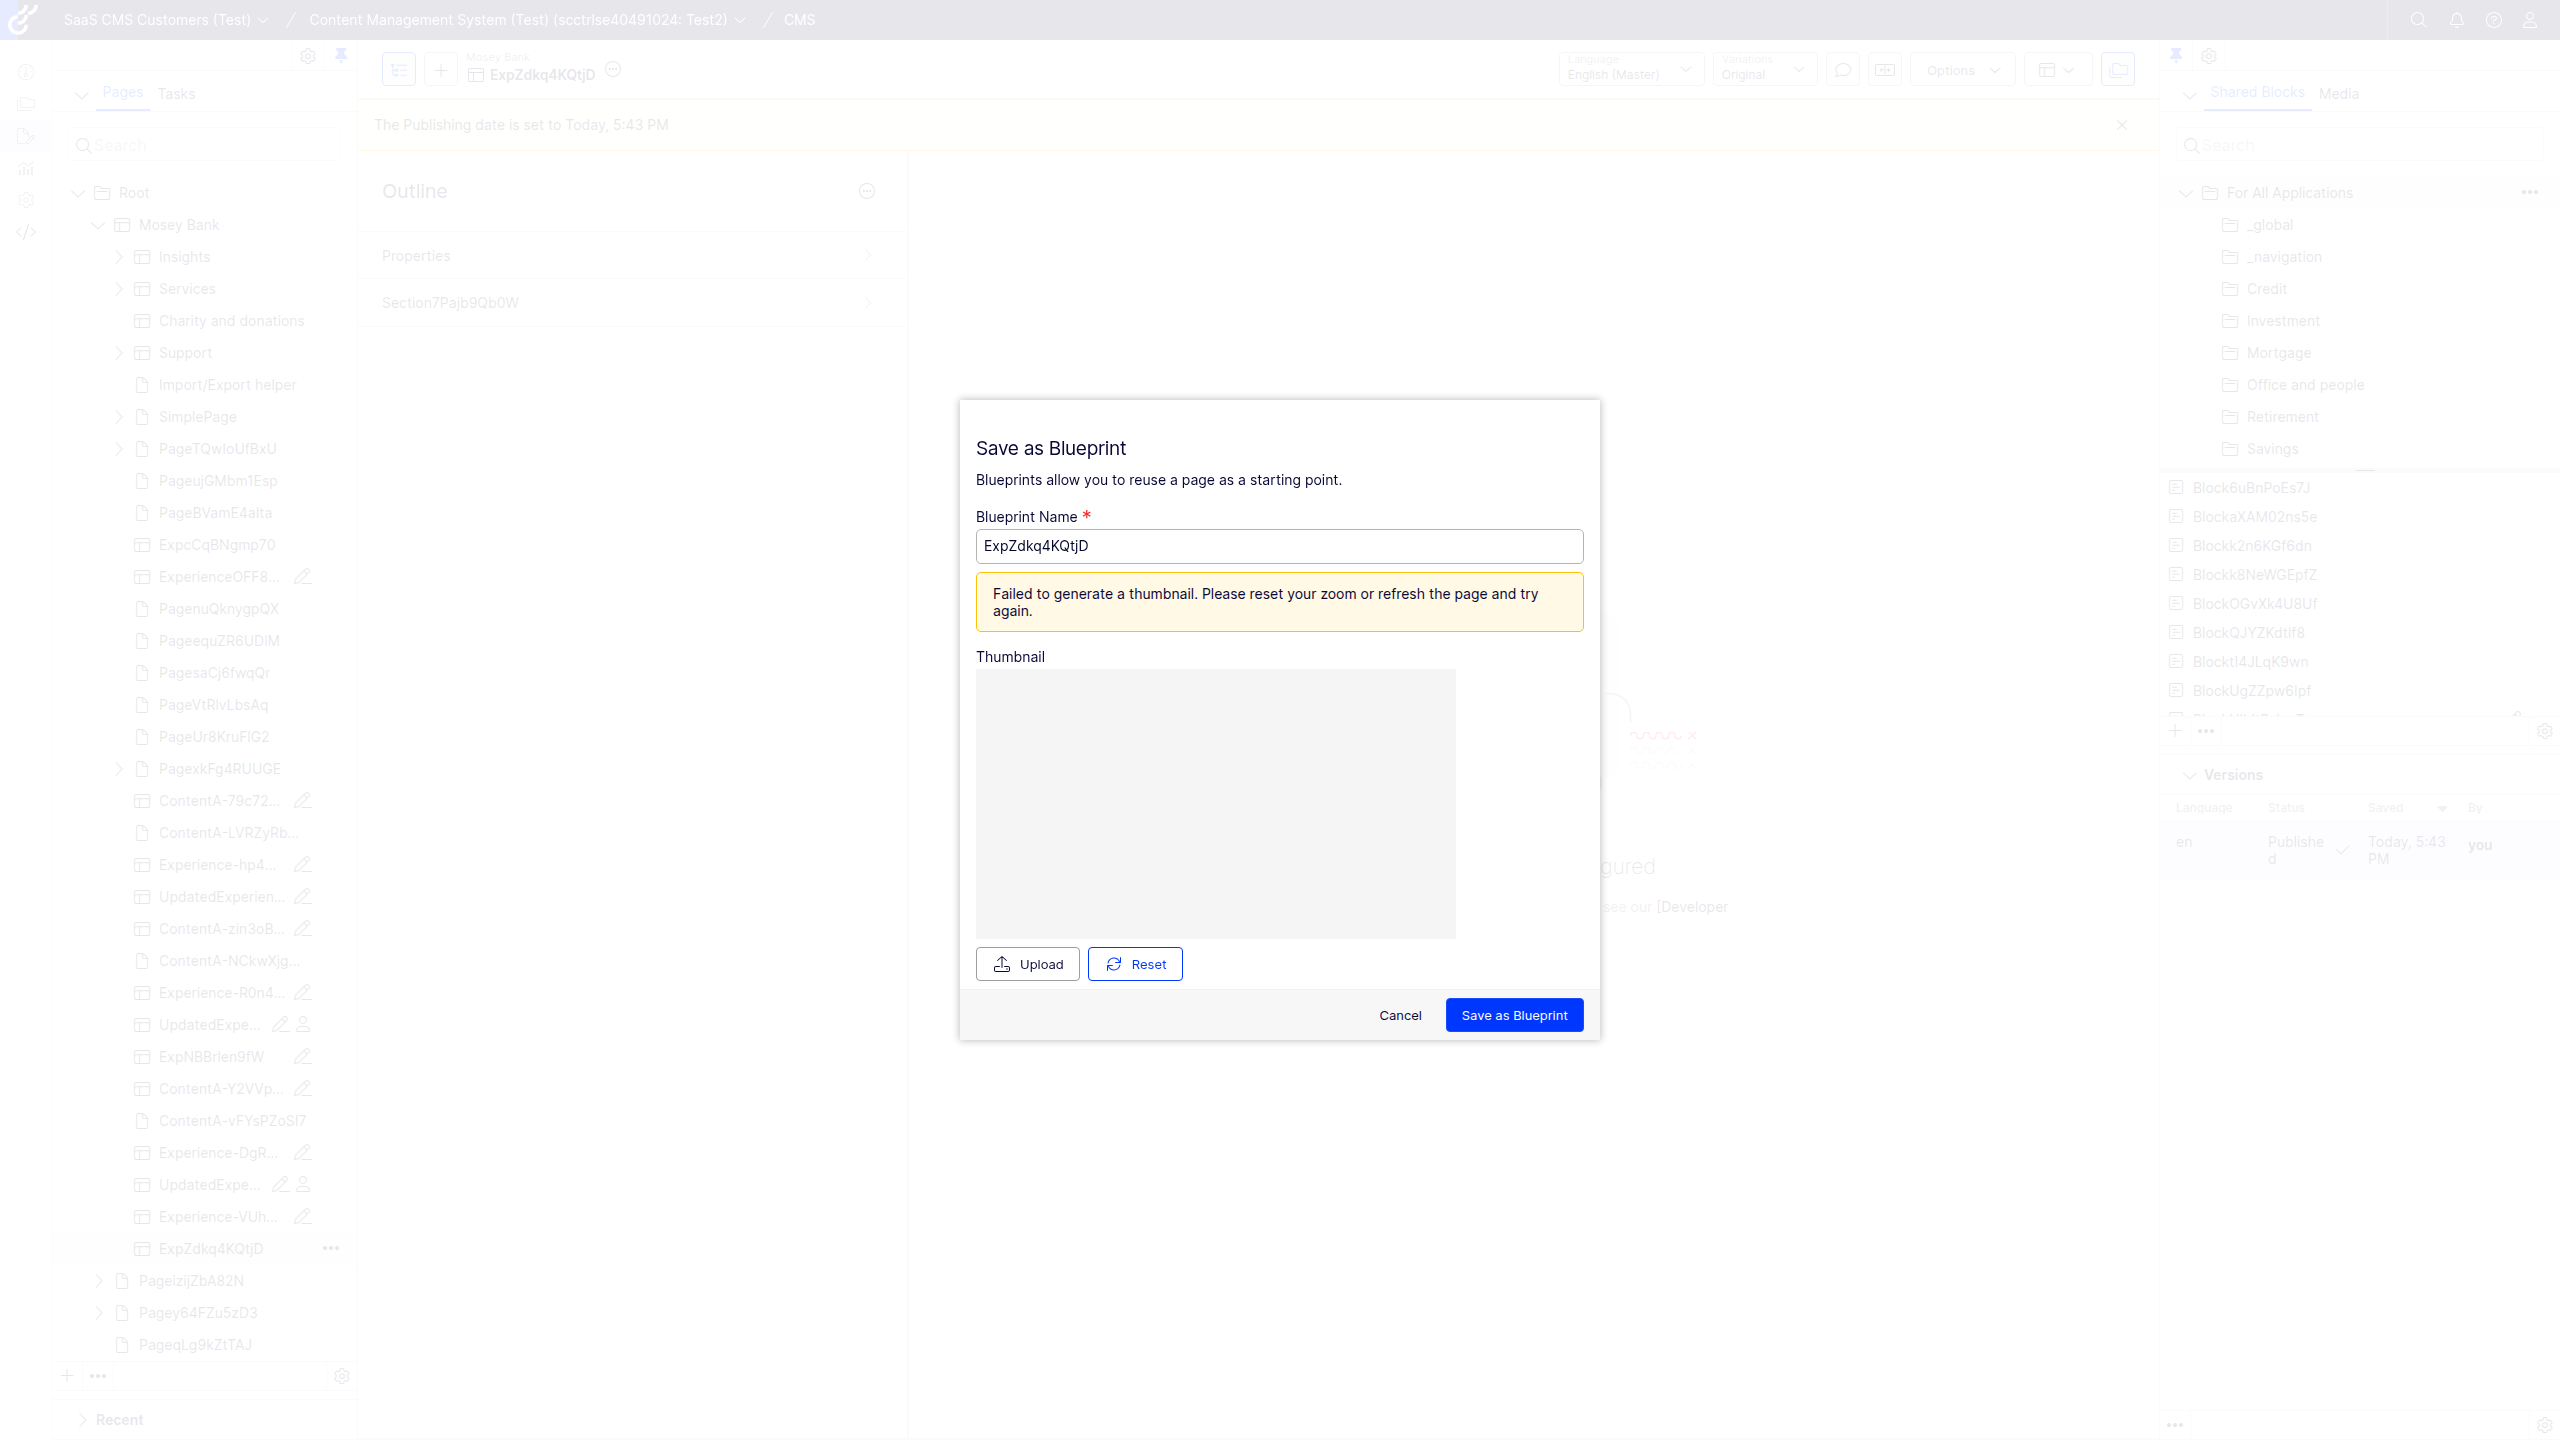 SaaS CMS Customers (Test) / Content Management System (Test) (scctrlse40491024: Test2) / CMS
Pages Tasks
Search
Root
Mosey Bank
Insights
Services
Charity and donations
Support
Import/Export helper
SimplePage
PageTQwIoUfBxU
PageujGMbm1Esp
PageBVamE4aIta
ExpcCqBNgmp70
ExperienceOFF8...
PagenuQknygpQX
PageequZR6UDIM
PagesaCj6fwqQr
PageVtRlvLbsAq
PageUr8KruFIG2
PagexkFg4RUUGE
ContentA-79c72...
ContentA-LVRZyRb...
Experience-hp4...
UpdatedExperien...
ContentA-zin3oB...
ContentA-NCkwXjg...
Experience-R0n4...
UpdatedExpe...
ExpNBBrIen9fW
ContentA-Y2VVp...
ContentA-vFYsPZoSI7
Experience-DgR...
UpdatedExpe...
Experience-VUh...
ExpZdkq4KQtjD
PageizijZbA82N
Pagey64FZu5zD3
PageqLg9kZtTAJ
Recent
Mosey Bank
ExpZdkq4KQtjD
Language
English (Master)
Variations
Original
Options
The Publishing date is set to Today, 5:43 PM
Outline
Properties
Section7Pajb9Qb0W
gured
see our [Developer
Save as Blueprint
Blueprints allow you to reuse a page as a starting point.
Blueprint Name *
ExpZdkq4KQtjD
Failed to generate a thumbnail. Please reset your zoom or refresh the page and try
again.
Thumbnail
Upload Reset
Cancel Save as Blueprint
Shared Blocks Media
Search
For All Applications
_global
_navigation
Credit
Investment
Mortgage
Office and people
Retirement
Savings
Block6uBnPoEs7J
BlockaXAM02ns5e
Blockk2n6KGf6dn
Blockk8NeWGEpfZ
BlockOGvXk4U8Uf
BlockQJYZKdtIf8
Blocktl4JLqK9wn
BlockUgZZpw6lpf
Versions
Language Status Saved By
en Publishe Today, 5:43 you
d PM